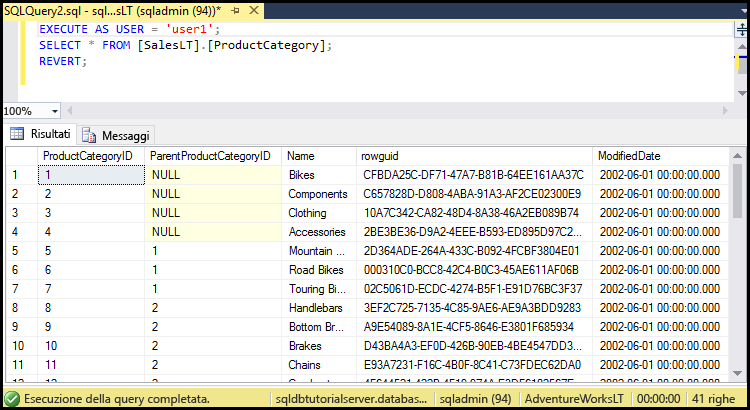 SQLQuery2.sql - sql...sLT (sqladmin (94))*
EXECUTE AS USER = 'user1';
SELECT * FROM [SalesLT].[ProductCategory];
REVERT;
100%
Risultati Messaggi
ProductCategoryID ParentProductCategoryID Name rowguid ModifiedDate
1 1 NULL Bikes CFBDA25C-DF71-47A7-B81B-64EE161AA37C 2002-06-01 00:00:00.000
2 2 NULL Components C657828D-D808-4ABA-91A3-AF2CE02300E9 2002-06-01 00:00:00.000
3 3 NULL Clothing 10A7C342-CA82-48D4-8A38-46A2EB089B74 2002-06-01 00:00:00.000
4 4 NULL Accessories 2BE3BE36-D9A2-4EEE-B593-ED895D97C2... 2002-06-01 00:00:00.000
5 5 1 Mountain ... 2D364ADE-264A-433C-B092-4FCBF3804E01 2002-06-01 00:00:00.000
6 6 1 Road Bikes 000310C0-BCC8-42C4-B0C3-45AE611AF06B 2002-06-01 00:00:00.000
7 7 1 Touring Bi... 02C5061D-ECDC-4274-B5F1-E91D76BC3F37 2002-06-01 00:00:00.000
8 8 2 Handlebars 3EF2C725-7135-4C85-9AE6-AE9A3BDD9283 2002-06-01 00:00:00.000
9 9 2 Bottom Br... A9E54089-8A1E-4CF5-8646-E3801F685934 2002-06-01 00:00:00.000
10 10 2 Brakes D43BA4A3-EF0D-426B-90EB-4BE4547DD3... 2002-06-01 00:00:00.000
11 11 2 Chains E93A7231-F16C-4B0F-8C41-C73FDEC62DA0 2002-06-01 00:00:00.000
Esecuzione della query completata. sqldbtutorialserver.databas... sqladmin (94) AdventureWorksLT 00:00:00 41 righe